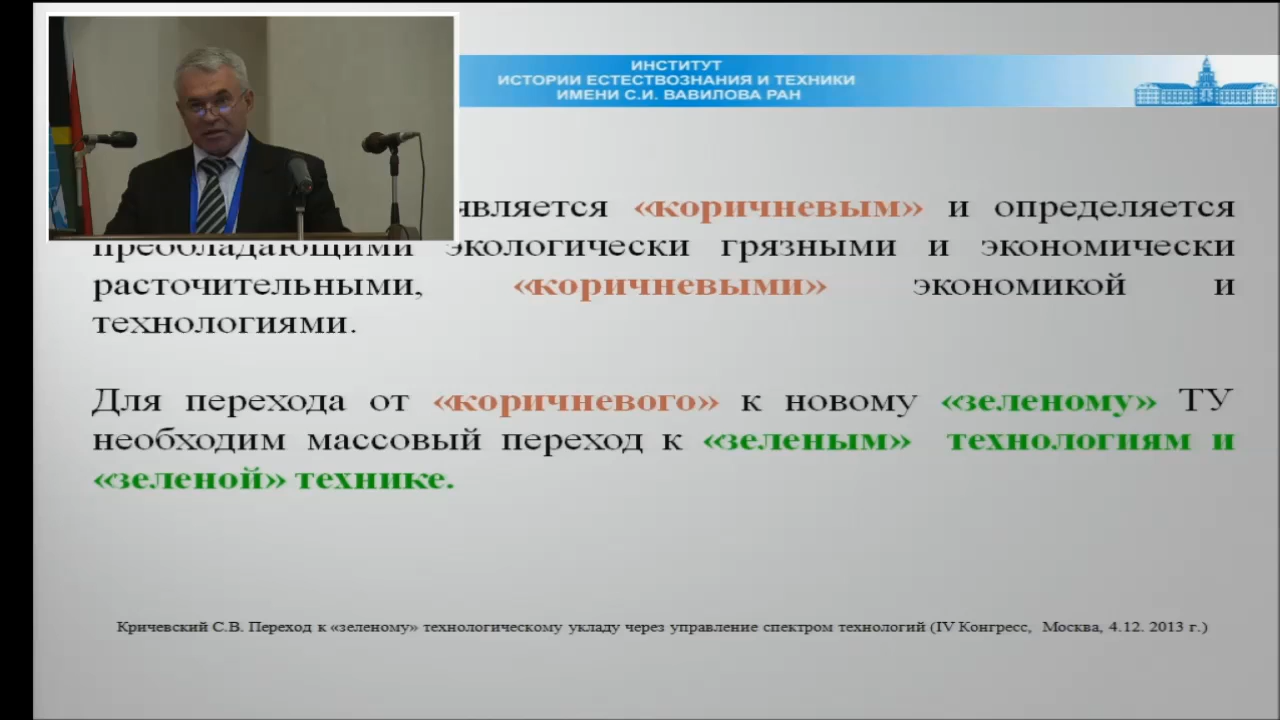 ИНСТИТУТ
ИСТОРИИ ЕСТЕСТВОЗНАНИЯ И ТЕХНИКИ
ИМЕНИ С.И. ВАВИЛОВА РАН
является «коричневым» и определяется
преобладающими экологически грязными и экономически
расточительными, «коричневыми» экономикой и
технологиями.
Для перехода от «коричневого» к новому «зеленому» ТУ
необходим массовый переход к «зеленым» технологиям и
«зеленой» технике.
Кричевский С.В. Переход к «зеленому» технологическому укладу через управление спектром технологий (IV Конгресс, Москва, 4.12. 2013 г.)